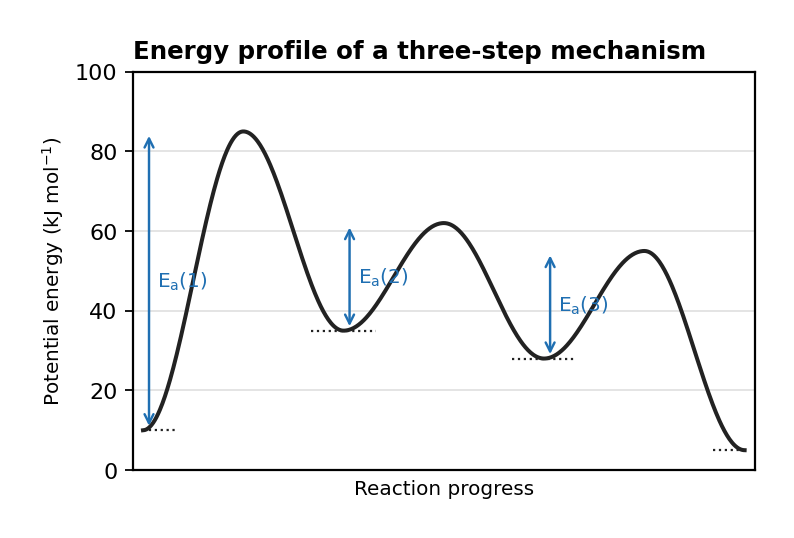 Energy profile of a three-step mechanism
Potential energy (kJ mol⁻¹)
100
80
60
40
20
0
Eₐ(1)
Eₐ(2)
Eₐ(3)
Reaction progress